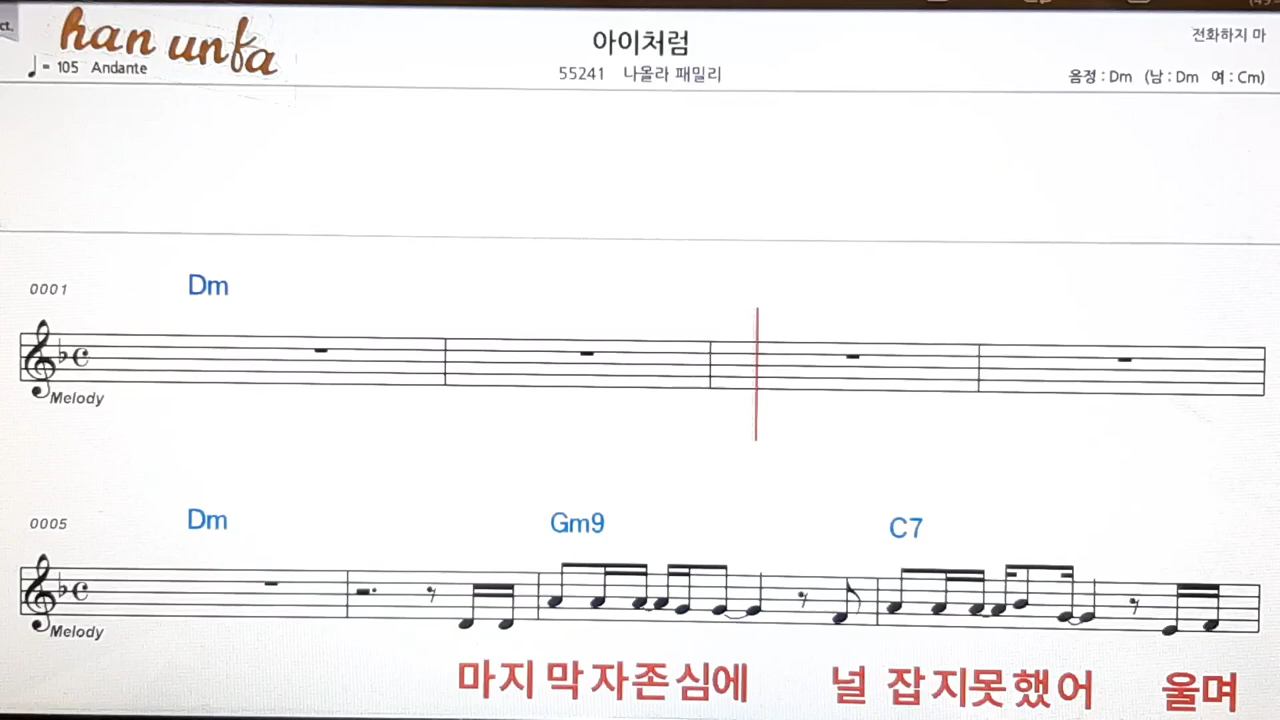 ct.
han unfa
아이처럼
전화하지 마
♩= 105 Andante
55241 나몰라 패밀리
음정 : Dm (남 : Dm 여 : Cm)
0001 Dm
Melody
0005 Dm Gm9 C7
Melody
마지 막 자존심에 널 잡지못했어 울며